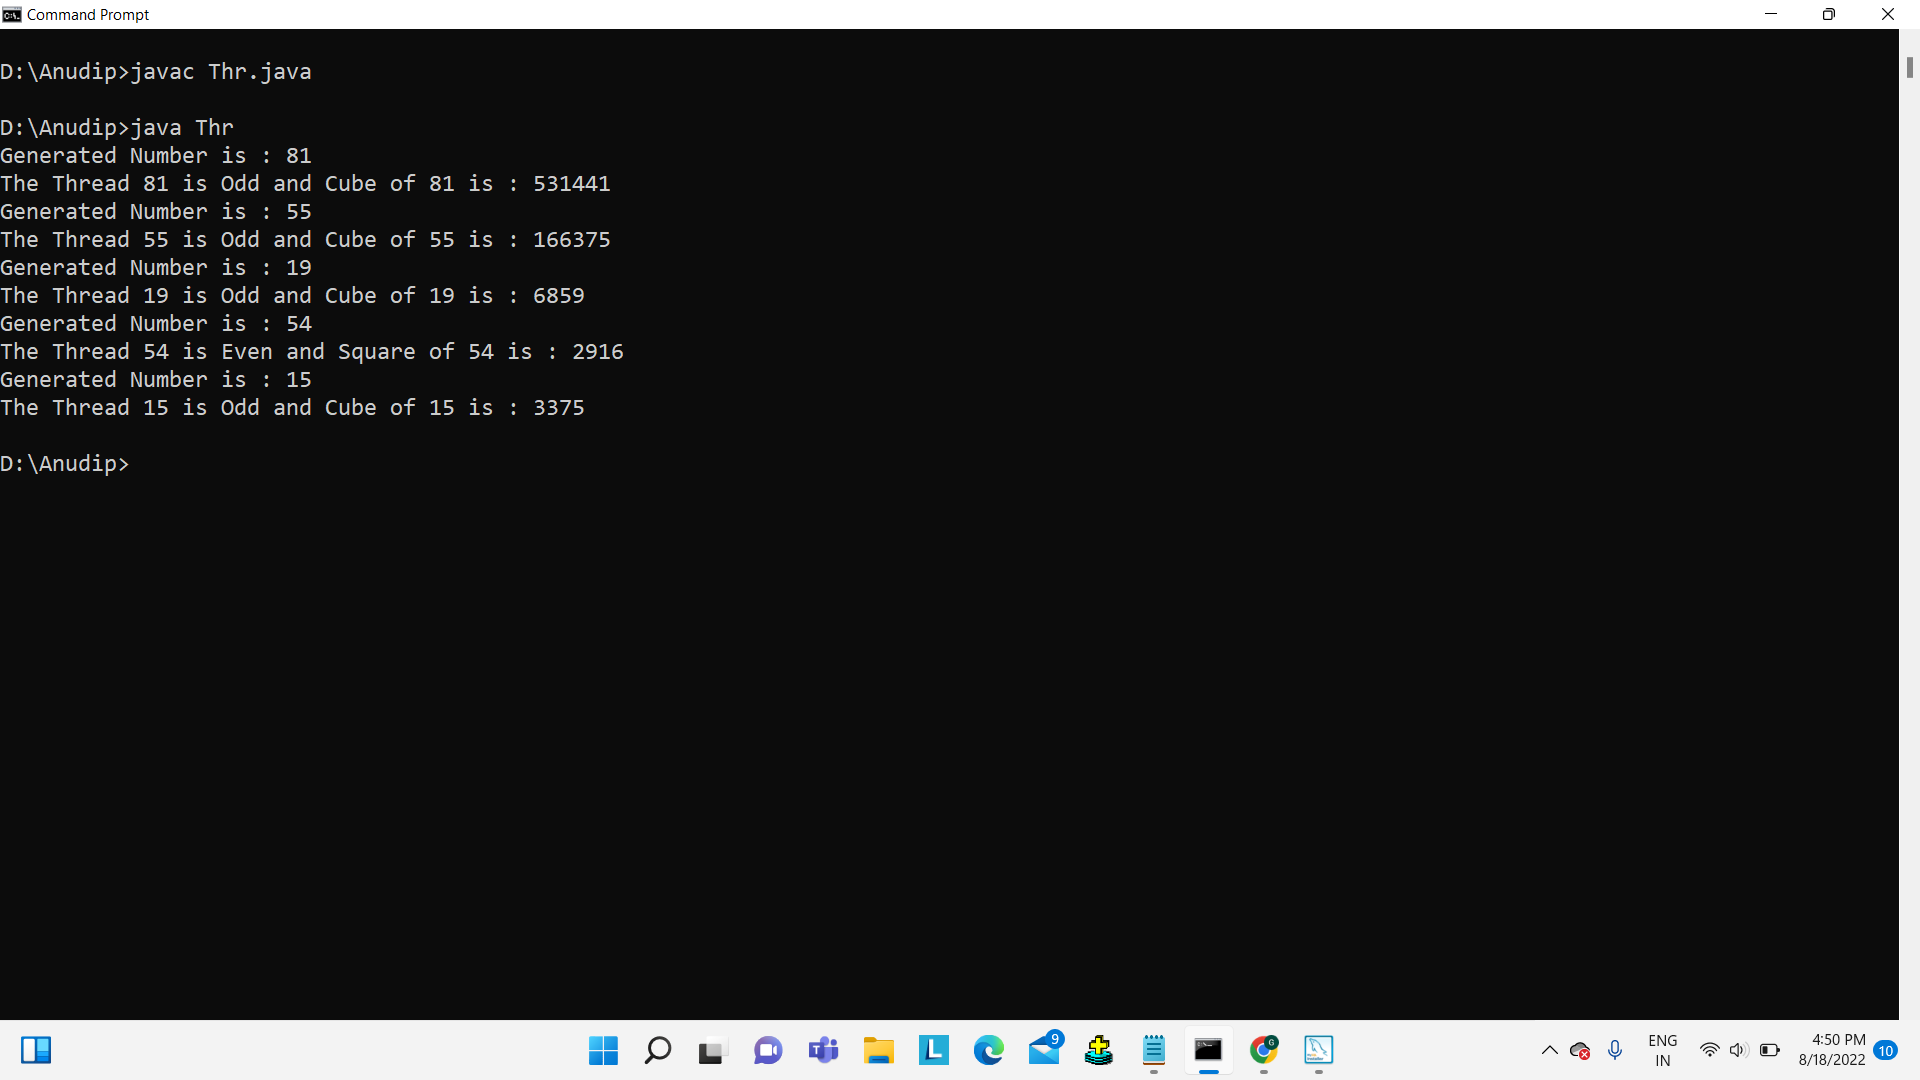 Command Prompt
D:\Anudip>javac Thr.java
D:\Anudip>java Thr
Generated Number is : 81
The Thread 81 is Odd and Cube of 81 is : 531441
Generated Number is : 55
The Thread 55 is Odd and Cube of 55 is : 166375
Generated Number is : 19
The Thread 19 is Odd and Cube of 19 is : 6859
Generated Number is : 54
The Thread 54 is Even and Square of 54 is : 2916
Generated Number is : 15
The Thread 15 is Odd and Cube of 15 is : 3375
D:\Anudip>
L
9
G
ENG
IN
4:50 PM
8/18/2022
10